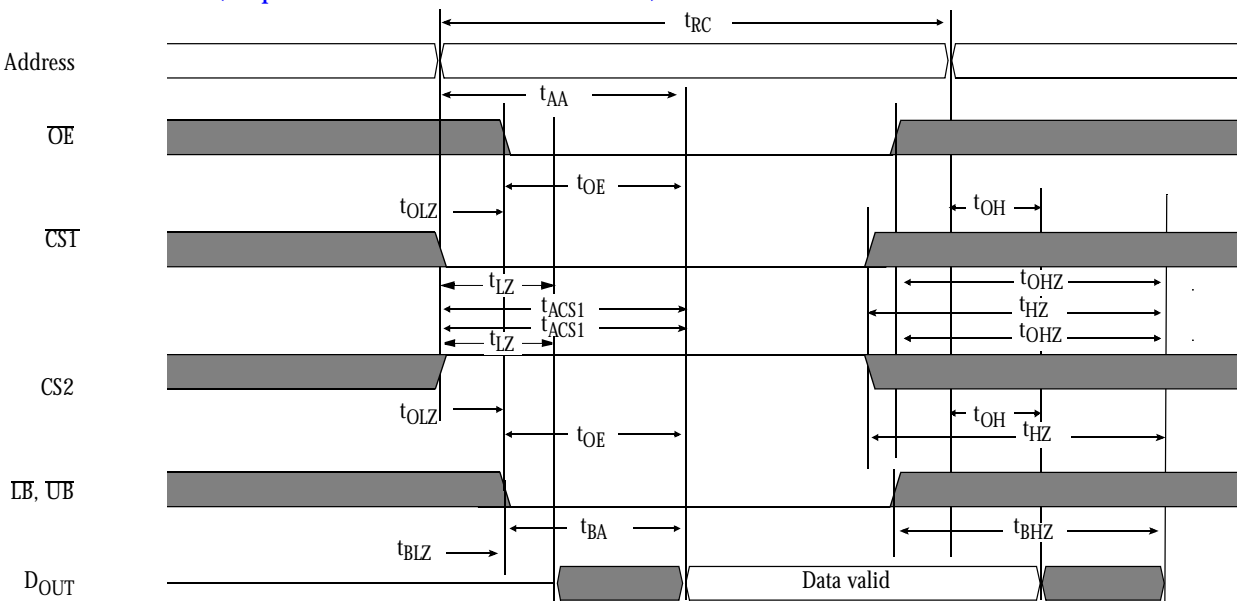 tRC
Address
tAA
OE
tOE
tOLZ
tOH
CS1
tLZ
tOHZ
tACS1
tHZ
tACS1
tOHZ
tLZ
CS2
tOLZ
tOH
tOE
tHZ
LB, UB
tBA
tBHZ
tBLZ
DOUT
Data valid